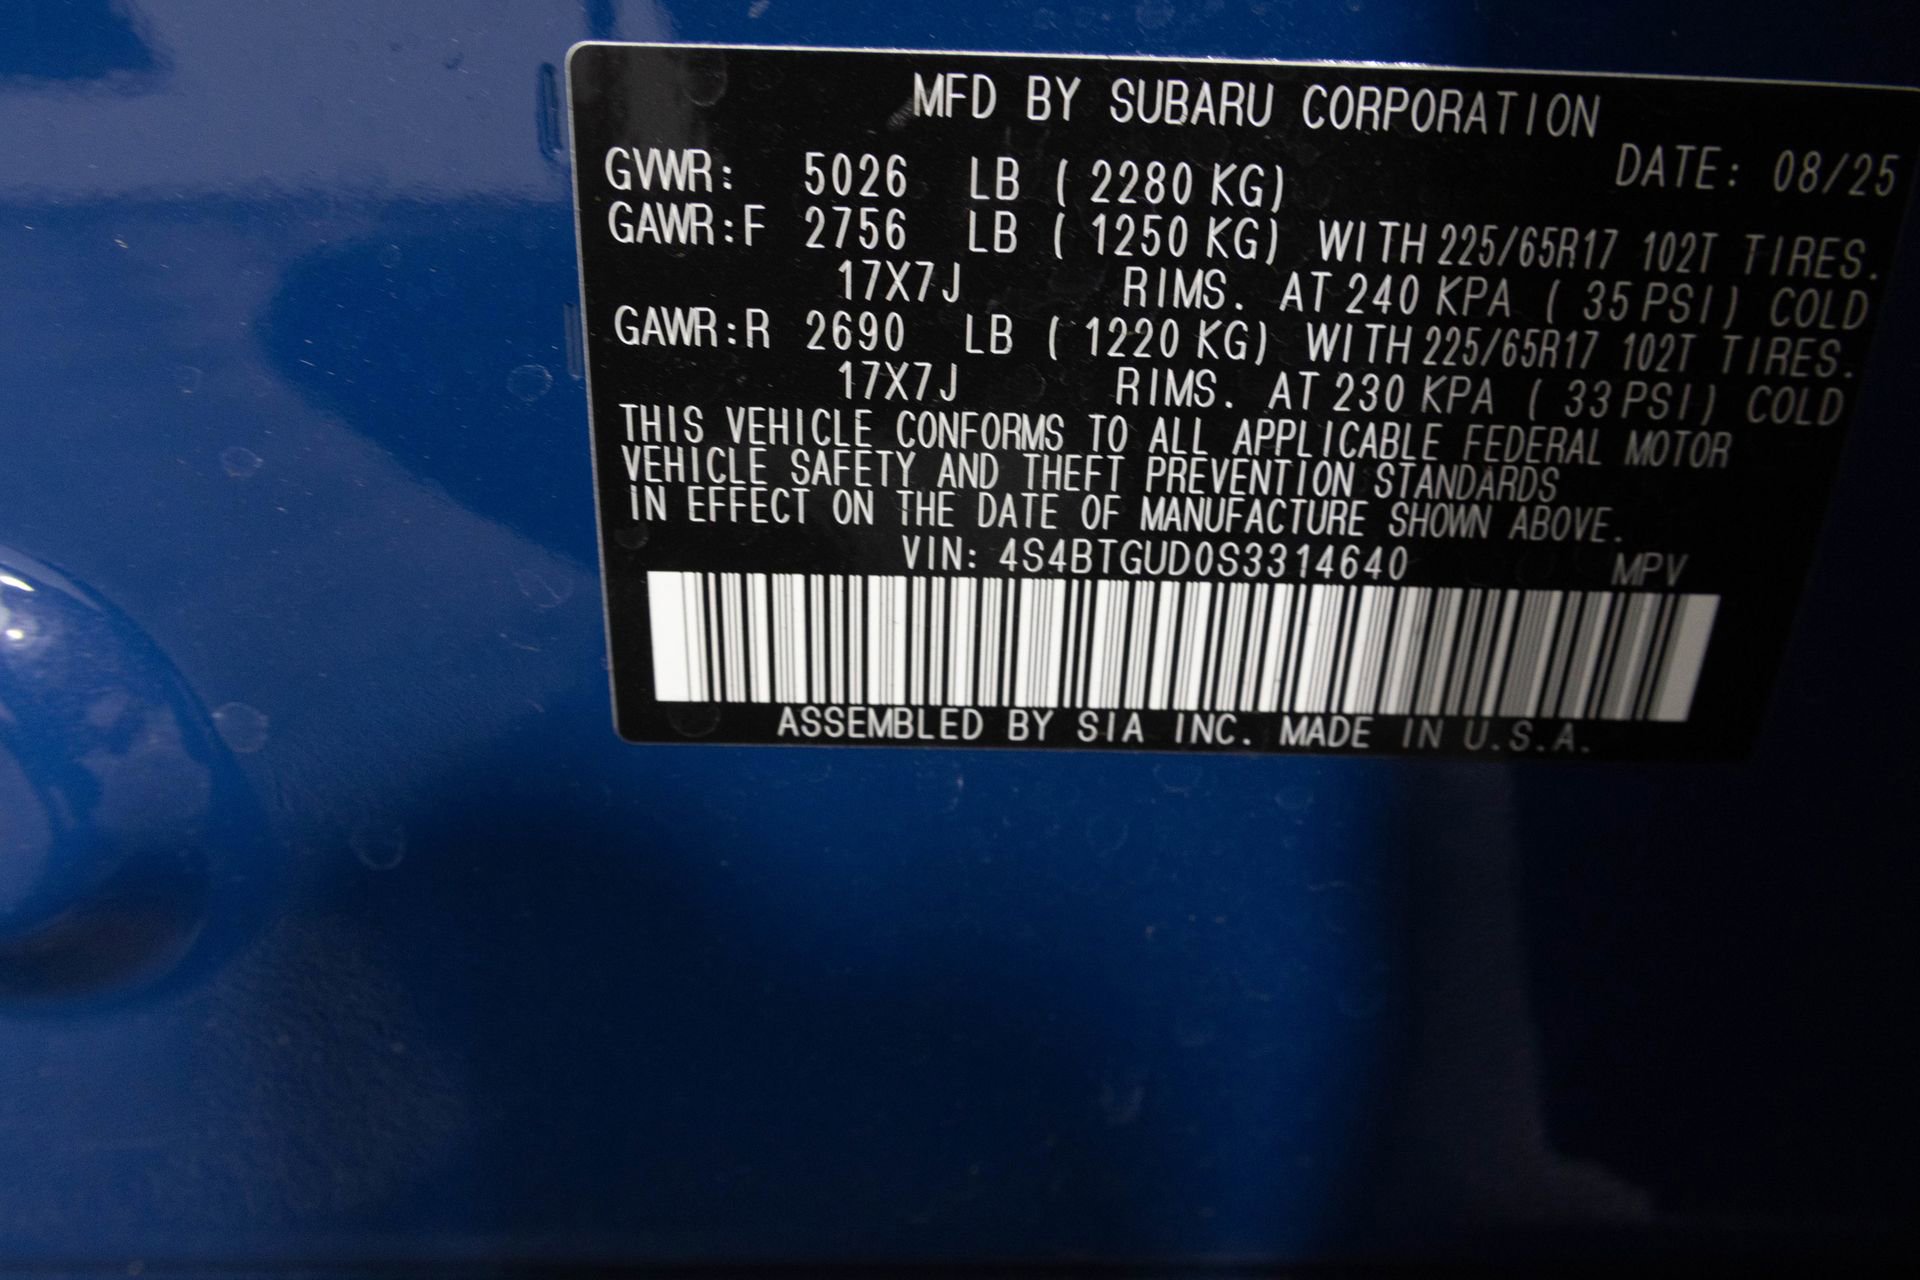 MFD BY SUBARU CORPORATION
DATE: 08/25
GVWR: 5026 LB ( 2280 KG)
GAWR:F 2756 LB ( 1250 KG) WITH 225/65R17 102T TIRES.
17X7J RIMS. AT 240 KPA ( 35 PSI) COLD
GAWR:R 2690 LB ( 1220 KG) WITH 225/65R17 102T TIRES.
17X7J RIMS. AT 230 KPA ( 33 PSI) COLD
THIS VEHICLE CONFORMS TO ALL APPLICABLE FEDERAL MOTOR
VEHICLE SAFETY AND THEFT PREVENTION STANDARDS
IN EFFECT ON THE DATE OF MANUFACTURE SHOWN ABOVE.
VIN: 4S4BTGUD0S3314640 MPV
ASSEMBLED BY SIA INC. MADE IN U.S.A.